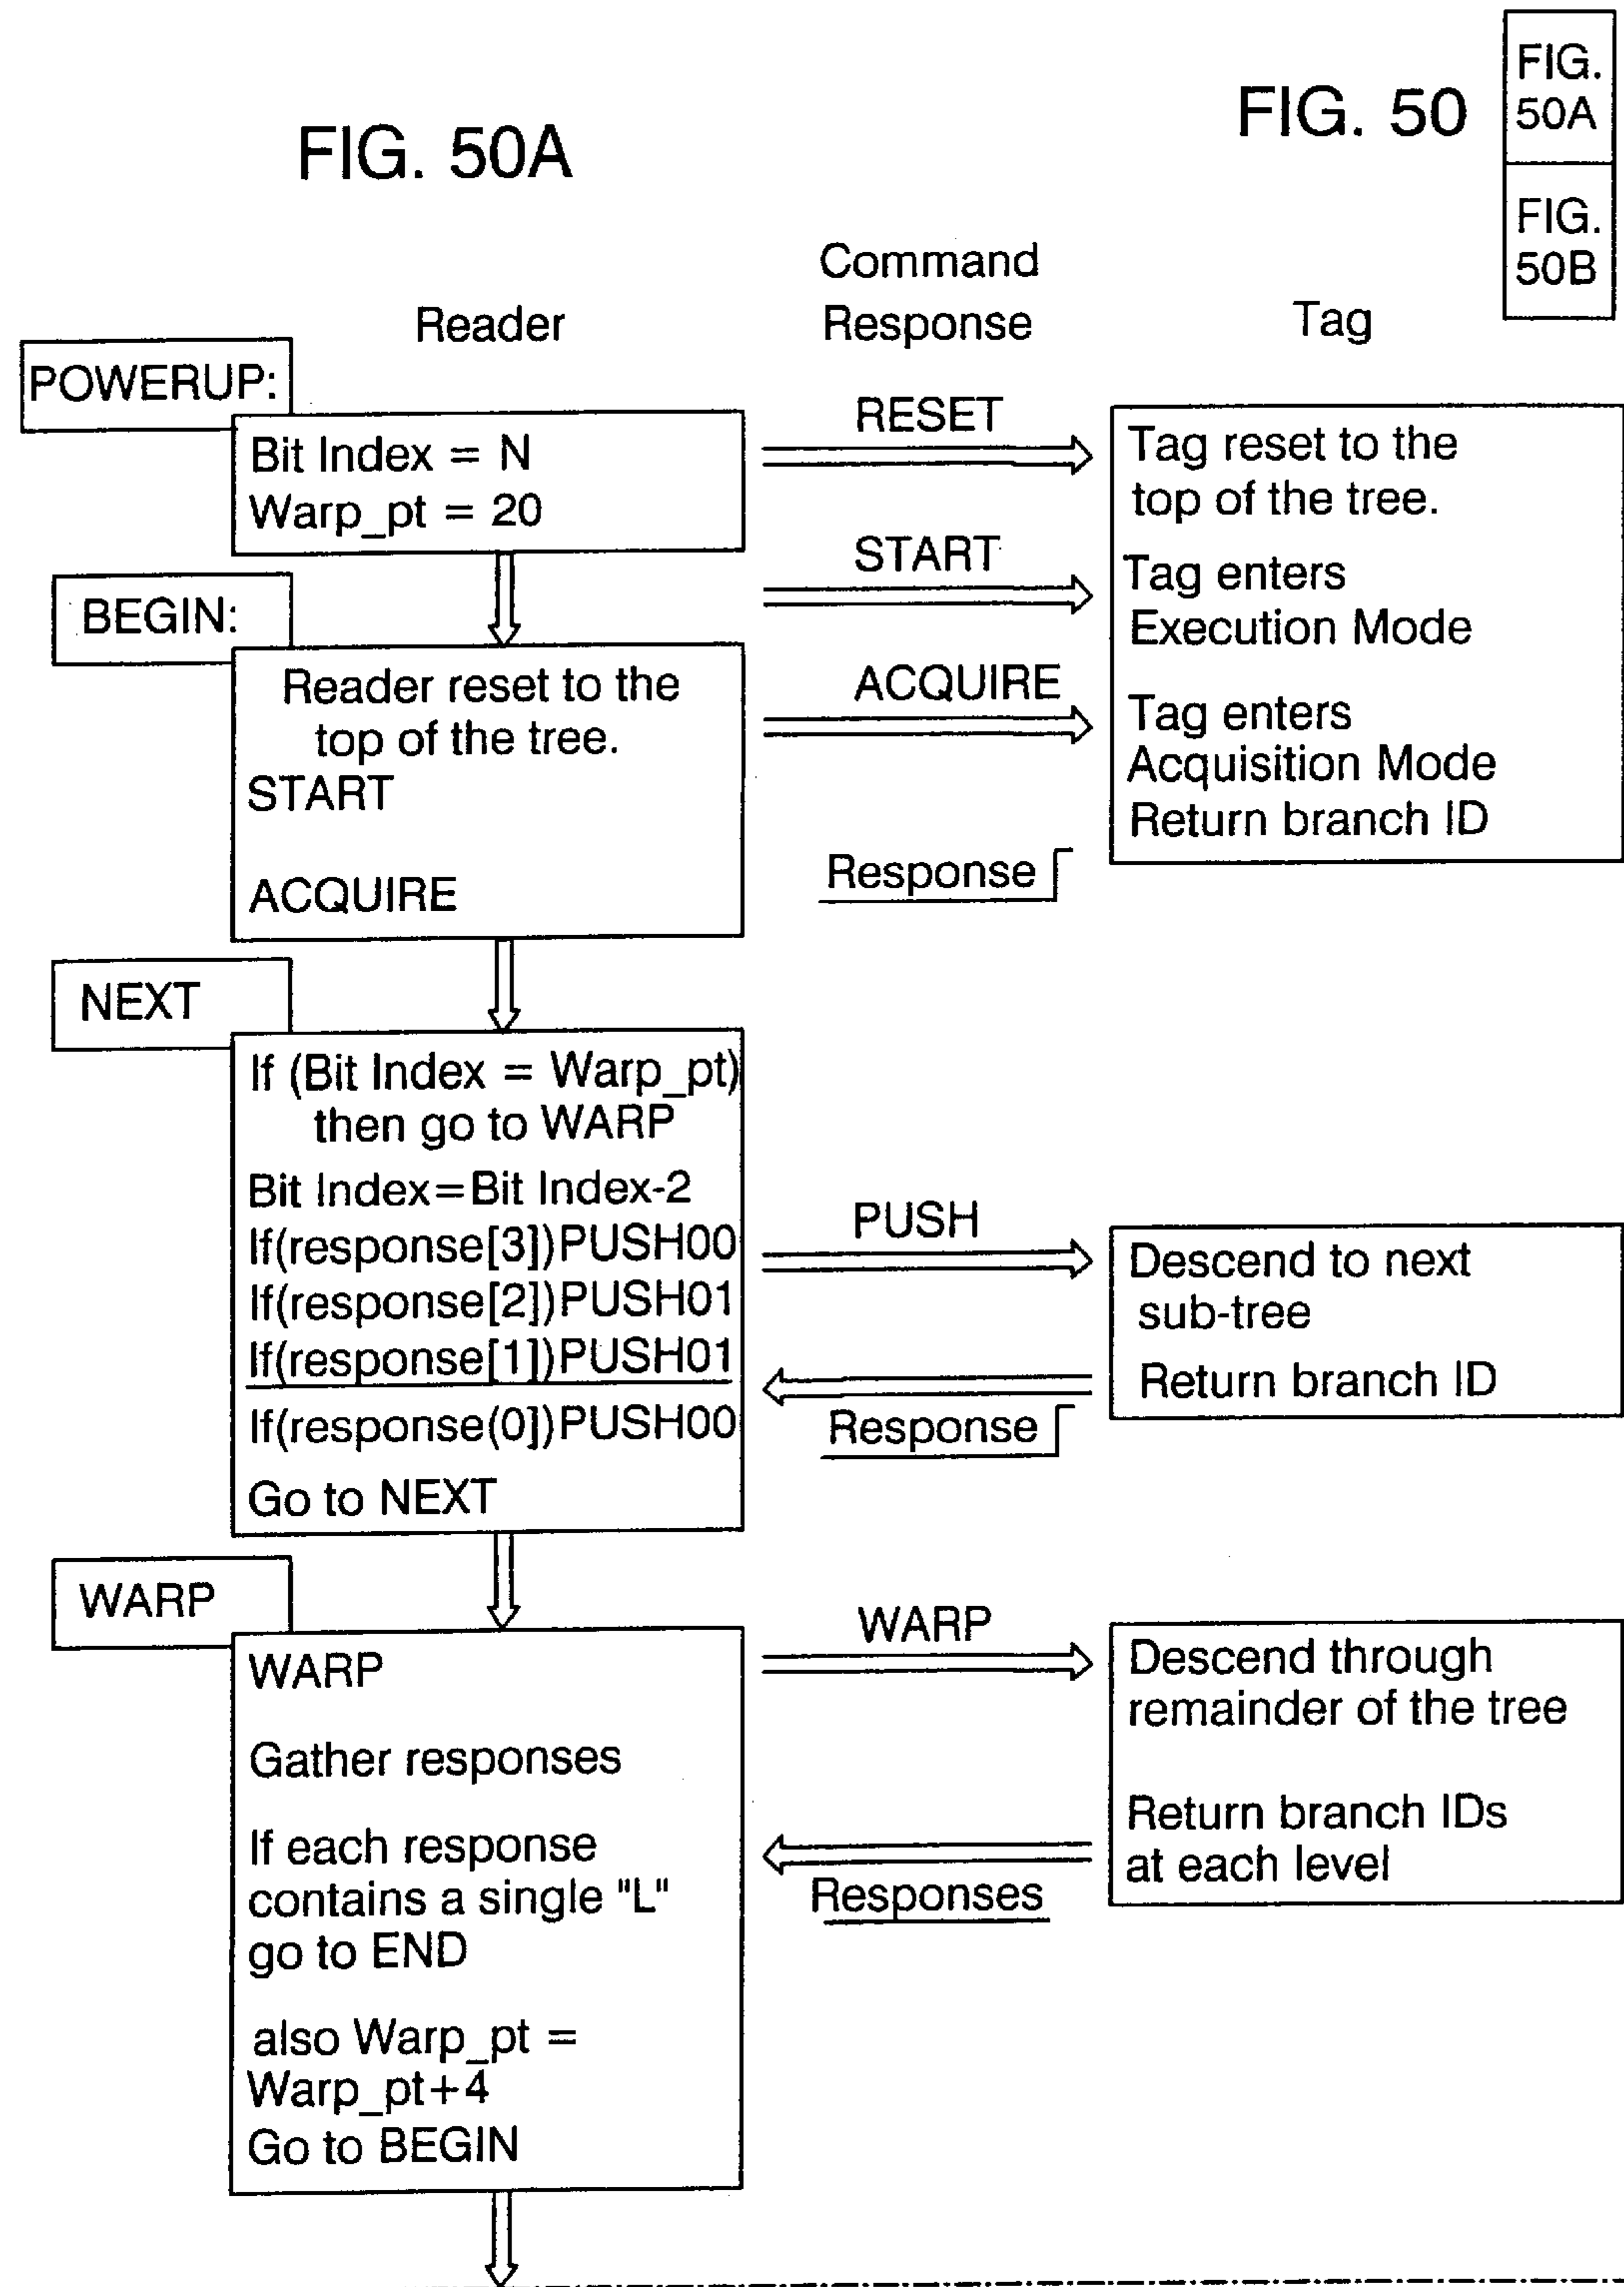 FIG. 50A
FIG. 50
FIG.
50A
FIG.
50B
Reader
Command
Response
Tag
POWERUP:
Bit Index = N
Warp_pt = 20
RESET
Tag reset to the
top of the tree.
START
Tag enters
Execution Mode
BEGIN:
Reader reset to the
top of the tree.
START
ACQUIRE
ACQUIRE
Tag enters
Acquisition Mode
Return branch ID
Response
NEXT
If (Bit Index = Warp_pt)
then go to WARP
Bit Index=Bit Index-2
If(response[3])PUSH00
If(response[2])PUSH01
If(response[1])PUSH01
If(response(0])PUSH00
Go to NEXT
PUSH
Descend to next
sub-tree
Return branch ID
Response
WARP
WARP
Gather responses
If each response
contains a single "L"
go to END
also Warp_pt =
Warp_pt+4
Go to BEGIN
WARP
Descend through
remainder of the tree
Return branch IDs
at each level
Responses